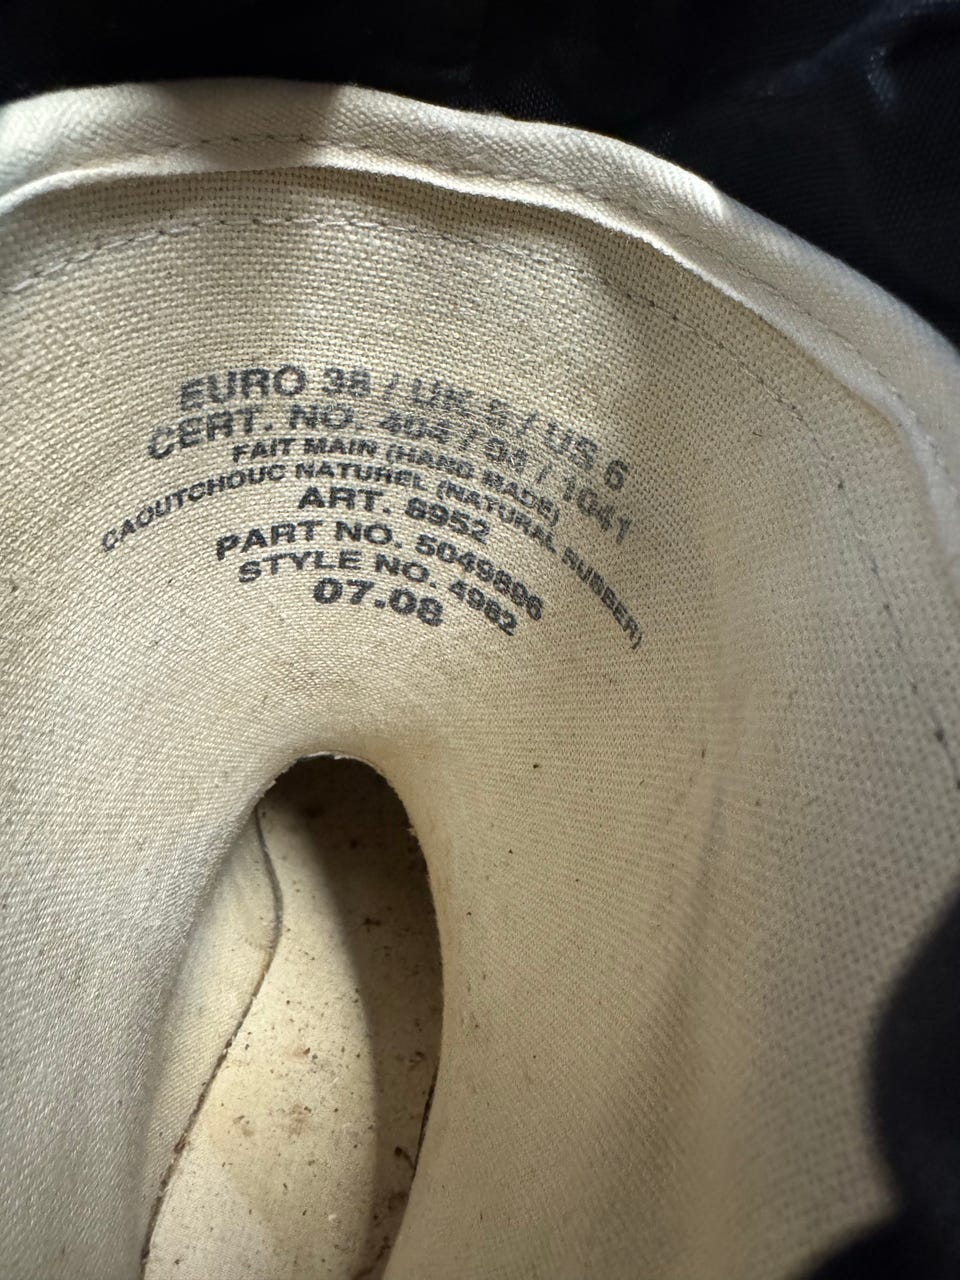 EURO 38 / UK 5 / US 6
CERT. NO. 404 / 94 / 1041
FAIT MAIN (HAND MADE)
CAOUTCHOUC NATUREL (NATURAL RUBBER)
ART. 8952
PART NO. 5049896
STYLE NO. 4982
07.08